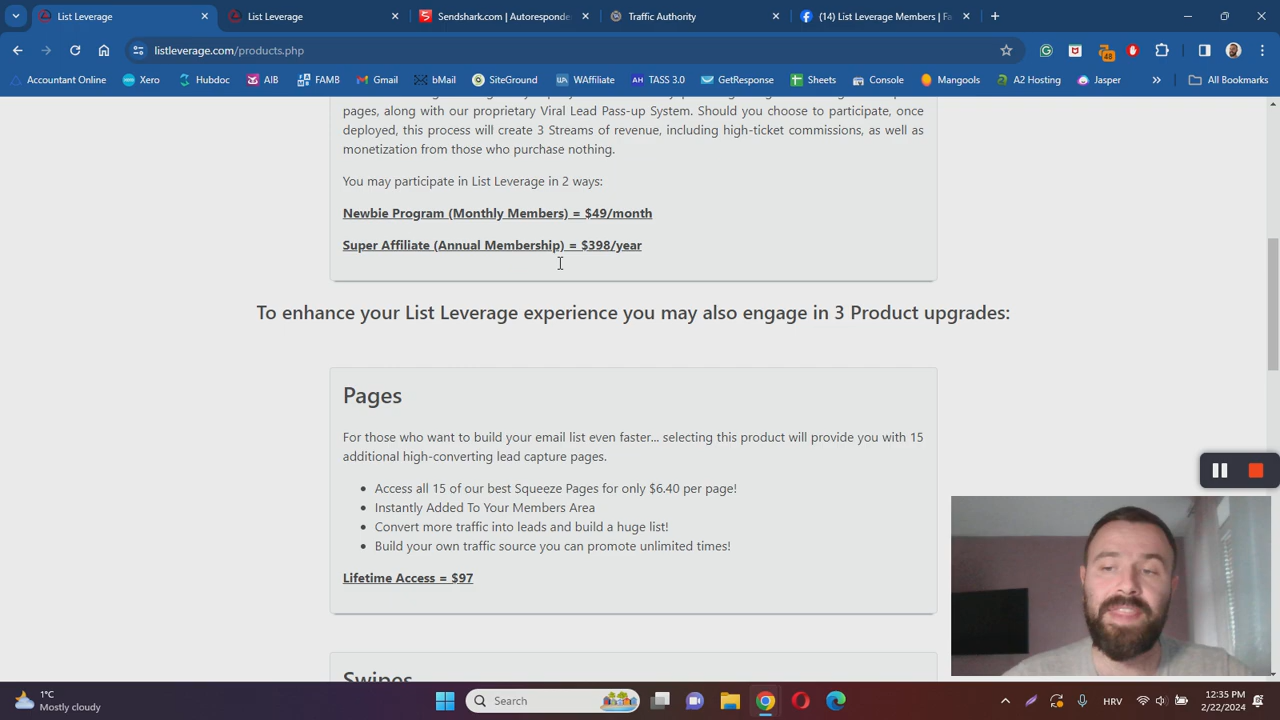 List Leverage
List Leverage
Sendshark.com | Autoresponde
Traffic Authority
(14) List Leverage Members | Fa
listleverage.com/products.php
48
Accountant Online
Xero
Hubdoc
AIB
FAMB
Gmail
bMail
SiteGround
WAffiliate
TASS 3.0
GetResponse
Sheets
Console
Mangools
A2 Hosting
Jasper
All Bookmarks
pages, along with our proprietary Viral Lead Pass-up System. Should you choose to participate, once
deployed, this process will create 3 Streams of revenue, including high-ticket commissions, as well as
monetization from those who purchase nothing.
You may participate in List Leverage in 2 ways:
Newbie Program (Monthly Members) = $49/month
Super Affiliate (Annual Membership) = $398/year
To enhance your List Leverage experience you may also engage in 3 Product upgrades:
Pages
For those who want to build your email list even faster... selecting this product will provide you with 15
additional high-converting lead capture pages.
Access all 15 of our best Squeeze Pages for only $6.40 per page!
Instantly Added To Your Members Area
Convert more traffic into leads and build a huge list!
Build your own traffic source you can promote unlimited times!
Lifetime Access = $97
Swipes
1°C
Mostly cloudy
Search
HRV
12:35 PM
2/22/2024